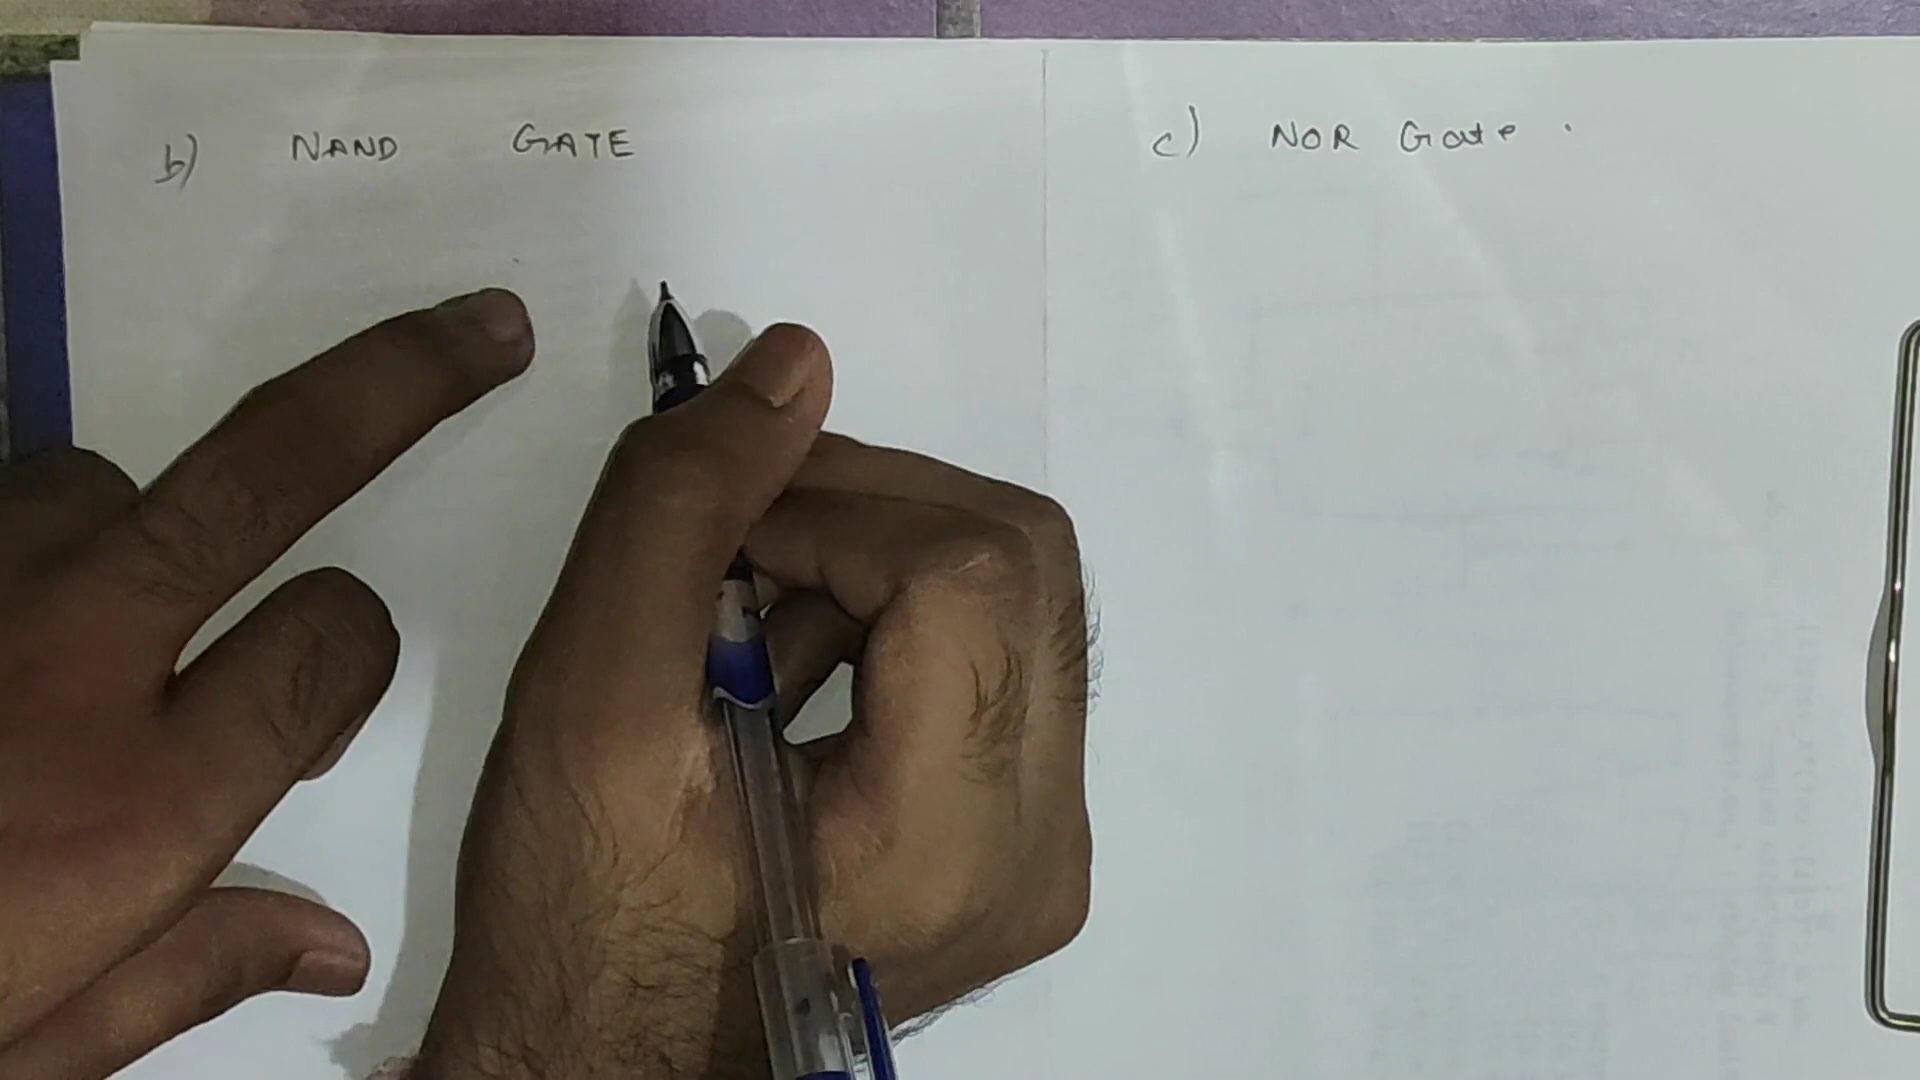 b) NAND GATE
c) NOR Gate .